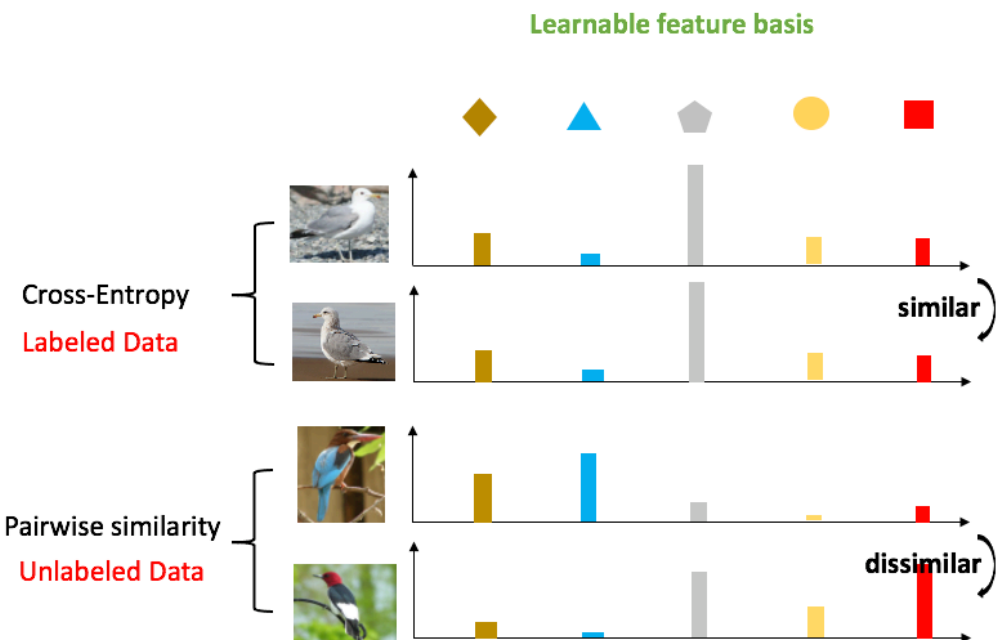 Learnable feature basis
Cross-Entropy
Labeled Data
similar
Pairwise similarity
Unlabeled Data
dissimilar